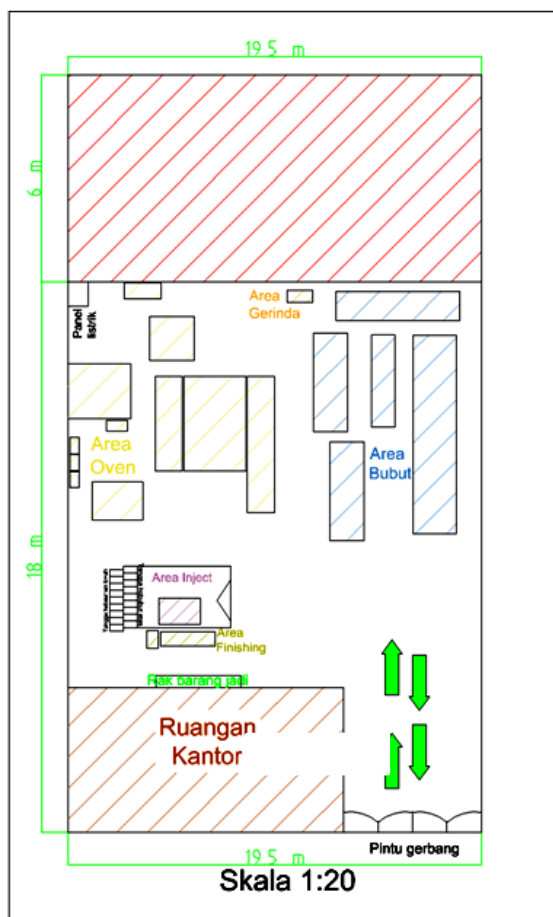 19.5 m
6 m
Area
Gerinda
Panel
listrik
Area
Oven
Area
Bubut
18 m
Area Inject
Area
Finishing
Rak barang jadi
Ruangan
Kantor
Pintu gerbang
19.5 m
Skala 1:20